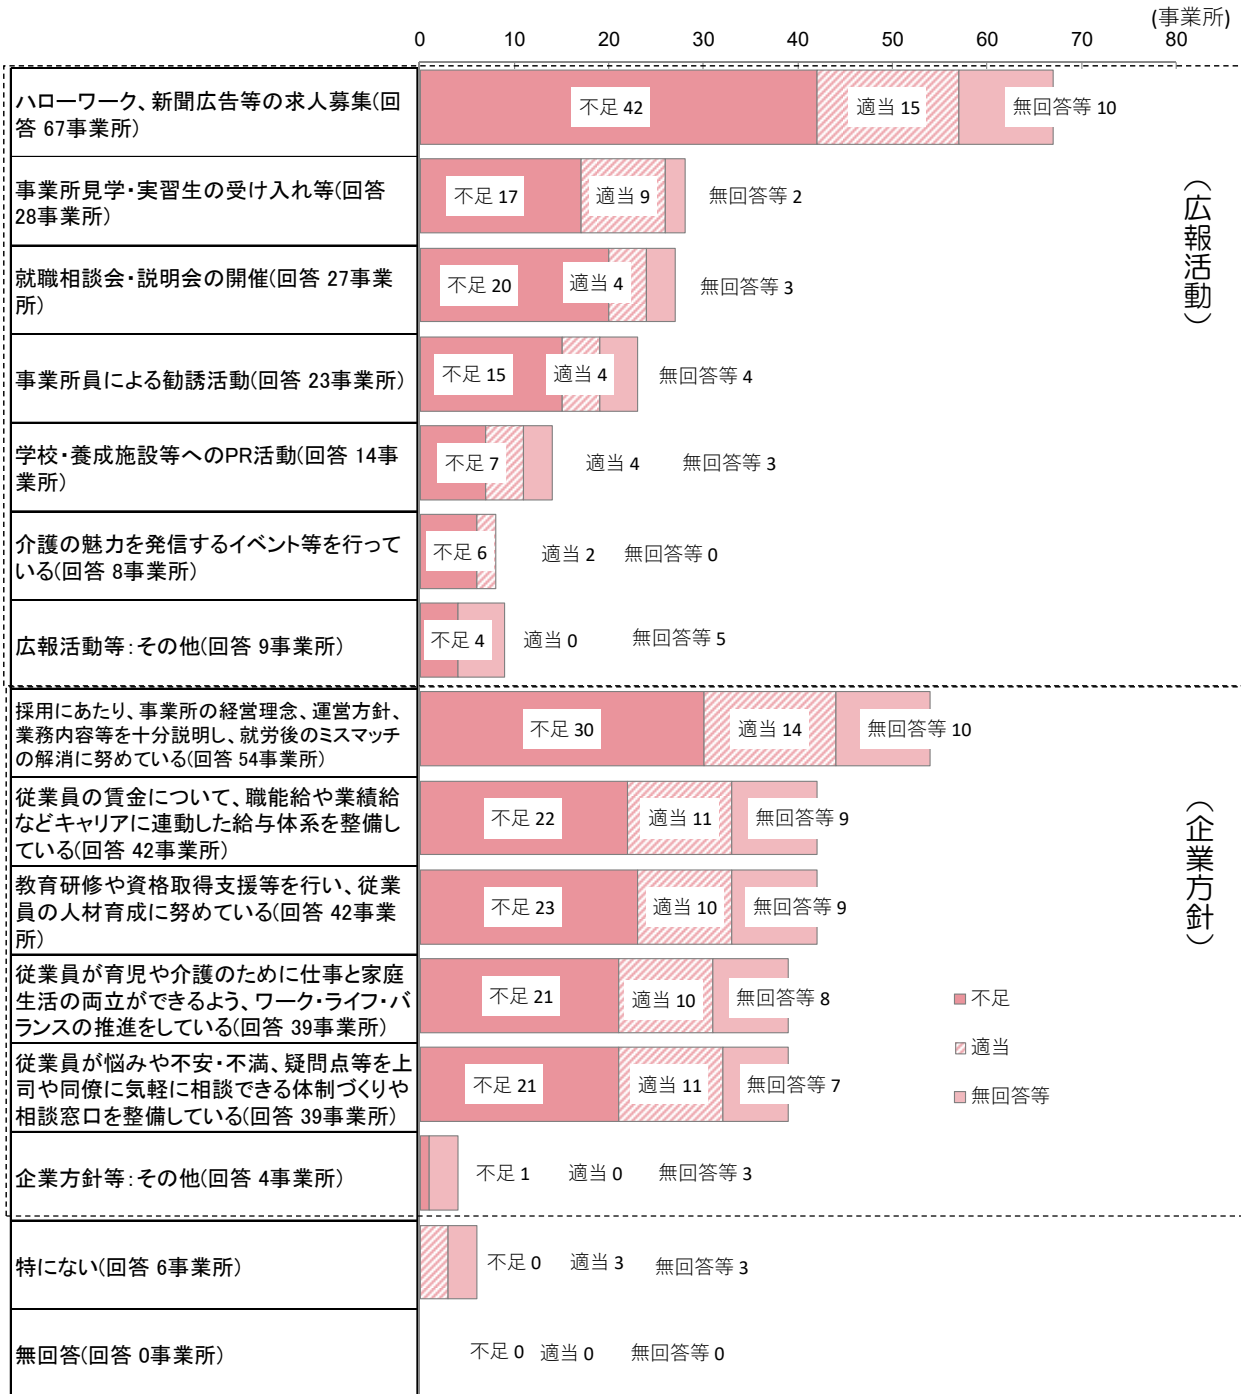 (事業所)
0 10 20 30 40 50 60 70 80
ハローワーク、新聞広告等の求人募集(回
答 67事業所)
不足 42 適当 15 無回答等 10
事業所見学・実習生の受け入れ等(回答
28事業所)
不足 17 適当 9 無回答等 2
就職相談会・説明会の開催(回答 27事業
所)
不足 20 適当 4 無回答等 3
事業所員による勧誘活動(回答 23事業所)
不足 15 適当 4 無回答等 4
学校・養成施設等へのPR活動(回答 14事
業所)
不足 7 適当 4 無回答等 3
介護の魅力を発信するイベント等を行って
いる(回答 8事業所)
不足 6 適当 2 無回答等 0
広報活動等:その他(回答 9事業所)
不足 4 適当 0 無回答等 5
(広報活動)
採用にあたり、事業所の経営理念、運営方針、
業務内容等を十分説明し、就労後のミスマッチ
の解消に努めている(回答 54事業所)
不足 30 適当 14 無回答等 10
従業員の賃金について、職能給や業績給
などキャリアに連動した給与体系を整備し
ている(回答 42事業所)
不足 22 適当 11 無回答等 9
教育研修や資格取得支援等を行い、従業
員の人材育成に努めている(回答 42事業
所)
不足 23 適当 10 無回答等 9
従業員が育児や介護のために仕事と家庭
生活の両立ができるよう、ワーク・ライフ・バ
ランスの推進をしている(回答 39事業所)
不足 21 適当 10 無回答等 8
従業員が悩みや不安・不満、疑問点等を上
司や同僚に気軽に相談できる体制づくりや
相談窓口を整備している(回答 39事業所)
不足 21 適当 11 無回答等 7
企業方針等:その他(回答 4事業所)
不足 1 適当 0 無回答等 3
(企業方針)
不足
適当
無回答等
特にない(回答 6事業所)
不足 0 適当 3 無回答等 3
無回答(回答 0事業所)
不足 0 適当 0 無回答等 0